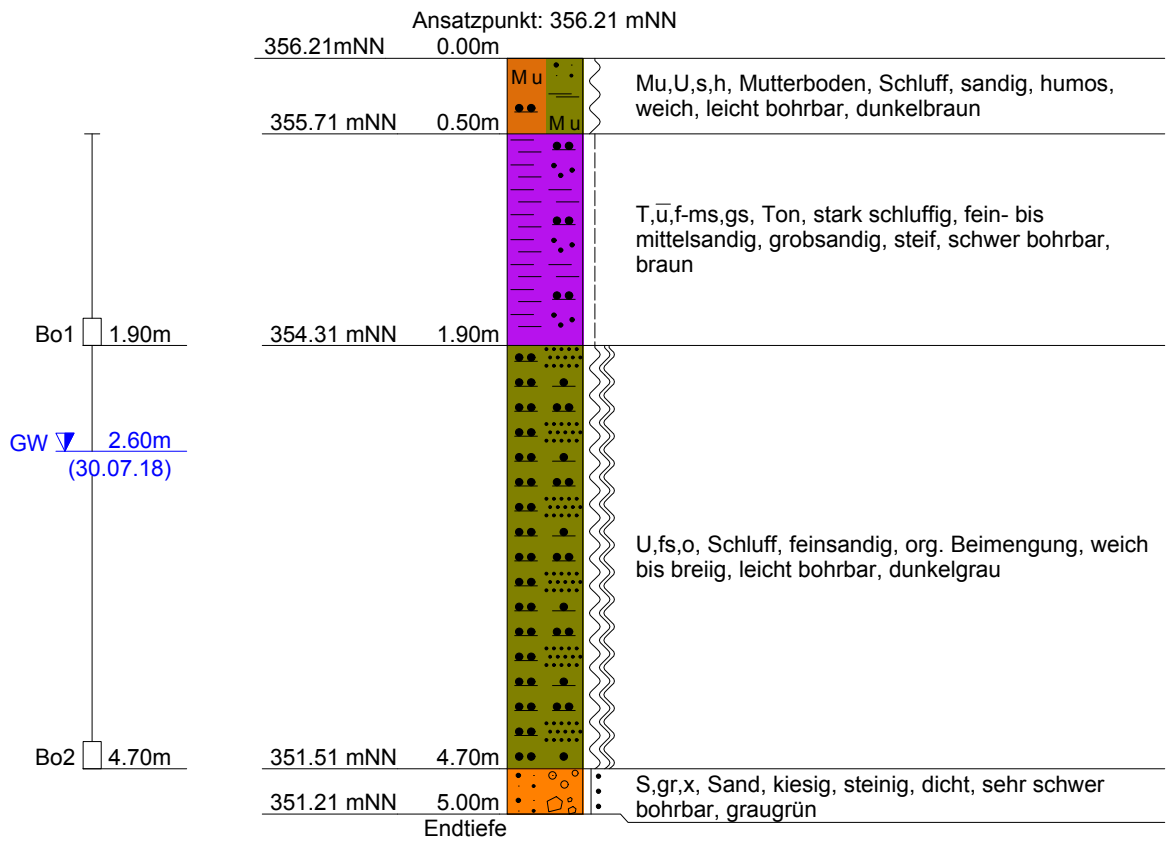 Ansatzpunkt: 356.21 mNN
356.21mNN 0.00m
Mu
Mu,U,s,h, Mutterboden, Schluff, sandig, humos,
weich, leicht bohrbar, dunkelbraun
355.71 mNN 0.50m Mu
T,u̅,f-ms,gs, Ton, stark schluffig, fein- bis
mittelsandig, grobsandig, steif, schwer bohrbar,
braun
Bo1 1.90m 354.31 mNN 1.90m
GW 2.60m
(30.07.18)
U,fs,o, Schluff, feinsandig, org. Beimengung, weich
bis breiig, leicht bohrbar, dunkelgrau
Bo2 4.70m 351.51 mNN 4.70m
S,gr,x, Sand, kiesig, steinig, dicht, sehr schwer
bohrbar, graugrün
351.21 mNN 5.00m
Endtiefe